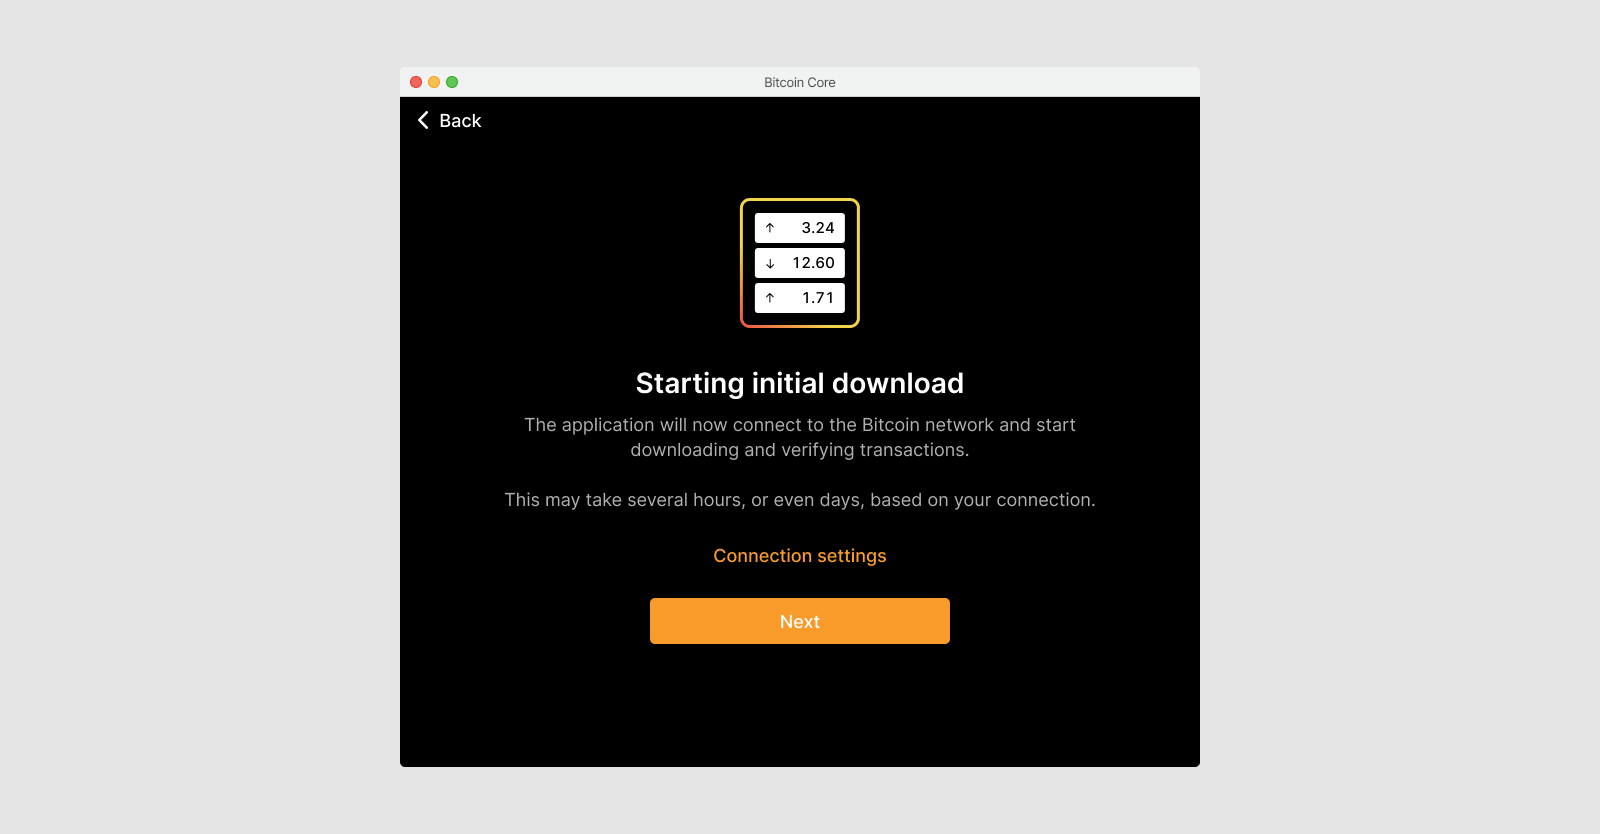 Bitcoin Core
Back
↑ 3.24
↓ 12.60
↑ 1.71
Starting initial download
The application will now connect to the Bitcoin network and start
downloading and verifying transactions.
This may take several hours, or even days, based on your connection.
Connection settings
Next